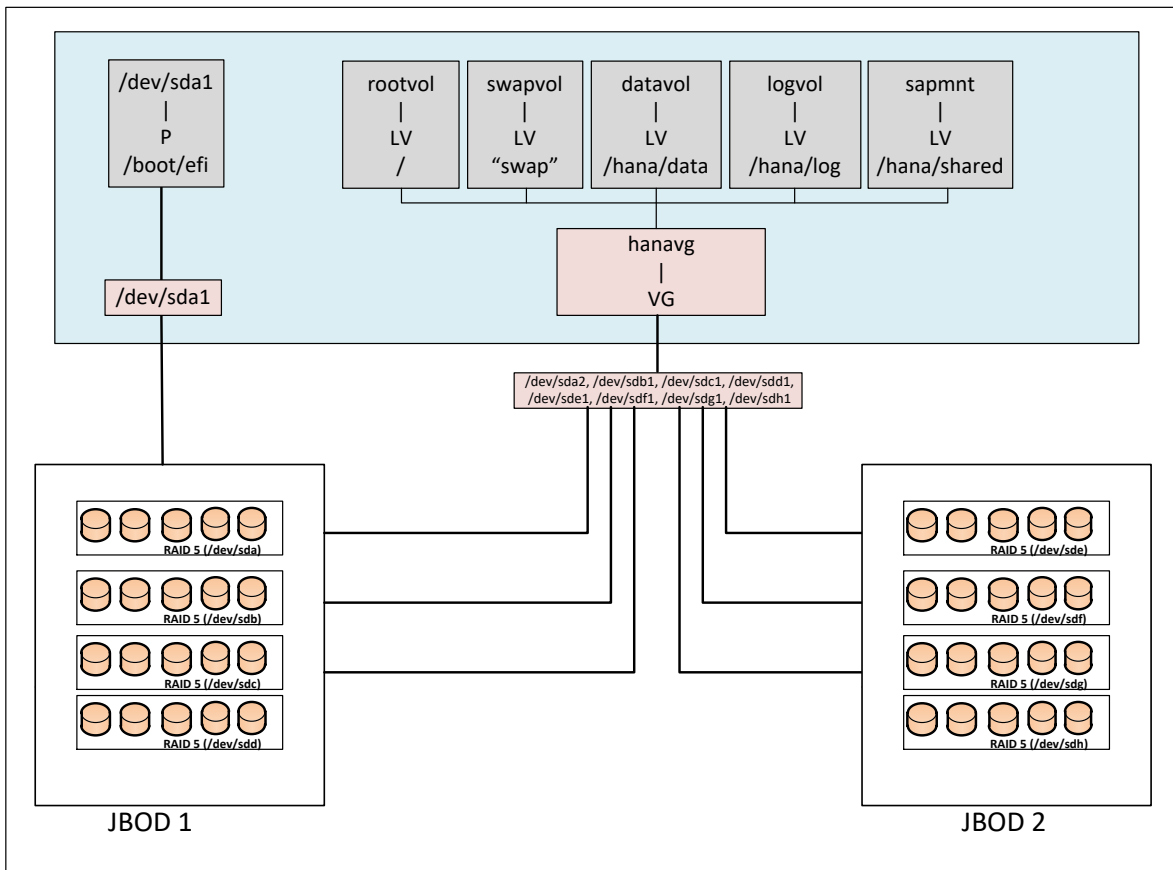 /dev/sda1
|
P
/boot/efi
rootvol
|
LV
/
swapvol
|
LV
“swap”
datavol
|
LV
/hana/data
logvol
|
LV
/hana/log
sapmnt
|
LV
/hana/shared
/dev/sda1
hanavg
|
VG
/dev/sda2, /dev/sdb1, /dev/sdc1, /dev/sdd1,
/dev/sde1, /dev/sdf1, /dev/sdg1, /dev/sdh1
RAID 5 (/dev/sda)
RAID 5 (/dev/sdb)
RAID 5 (/dev/sdc)
RAID 5 (/dev/sdd)
JBOD 1
RAID 5 (/dev/sde)
RAID 5 (/dev/sdf)
RAID 5 (/dev/sdg)
RAID 5 (/dev/sdh)
JBOD 2